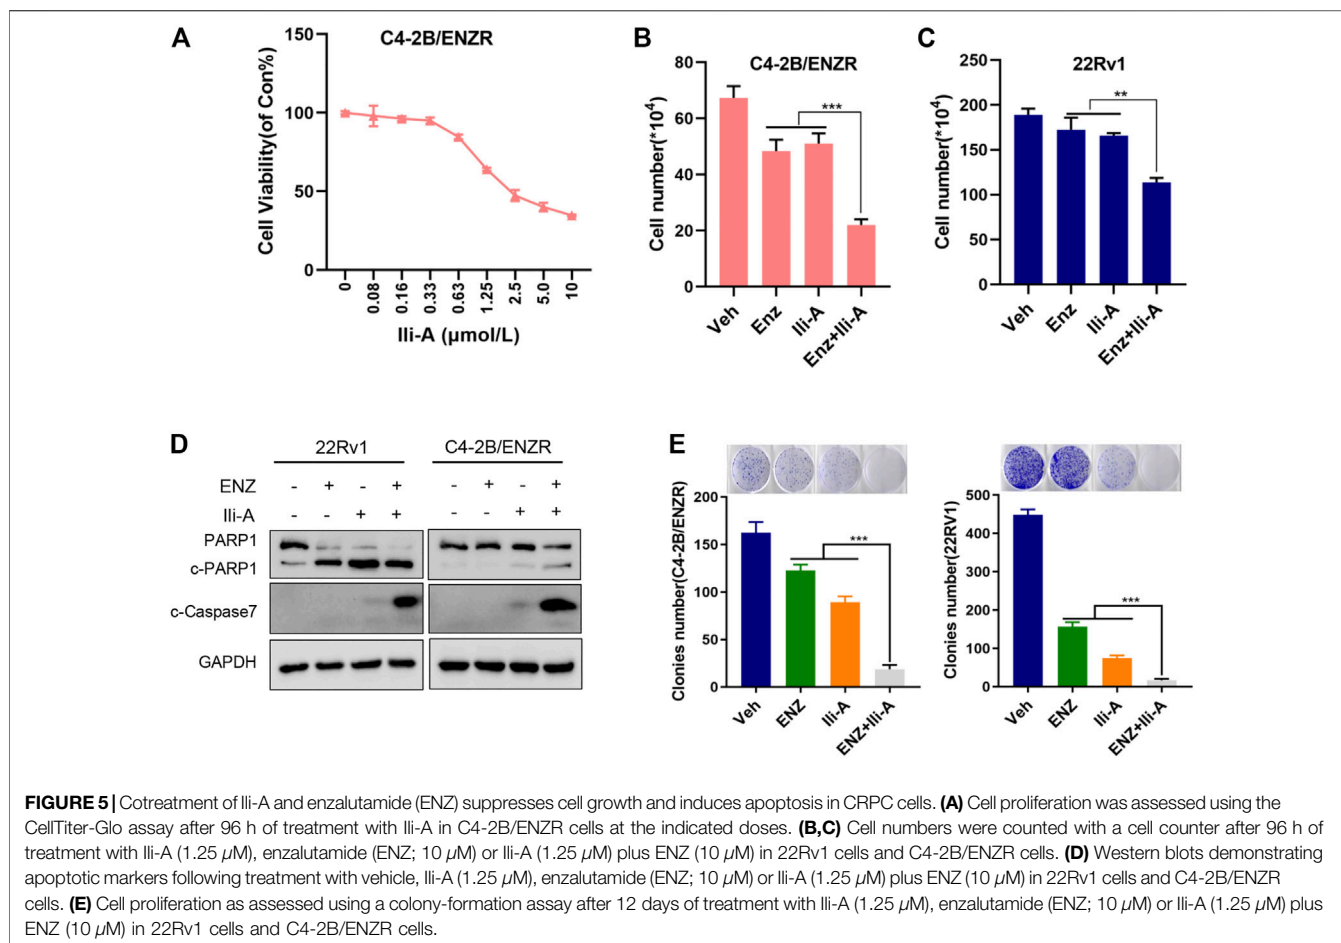 A
C4-2B/ENZR
Cell Viability(of Con%)
150
100
50
0
0
0.08
0.16
0.33
0.63
1.25
2.5
5.0
10
Ili-A (µmol/L)
B
C4-2B/ENZR
Cell number(*10⁴)
80
60
40
20
0
***
Veh
Enz
Ili-A
Enz+Ili-A
C
22Rv1
Cell number(*10⁴)
250
200
150
100
50
0
**
Veh
Enz
Ili-A
Enz+Ili-A
D
22Rv1 C4-2B/ENZR
ENZ - + - + - + - +
Ili-A - - + + - - + +
PARP1
c-PARP1
c-Caspase7
GAPDH
E
Clonies number(C4-2B/ENZR)
200
150
100
50
0
***
Veh
ENZ
Ili-A
ENZ+Ili-A
Clonies number(22RV1)
500
400
300
200
100
0
***
Veh
ENZ
Ili-A
ENZ+Ili-A
FIGURE 5 | Cotreatment of Ili-A and enzalutamide (ENZ) suppresses cell growth and induces apoptosis in CRPC cells. (A) Cell proliferation was assessed using the
CellTiter-Glo assay after 96 h of treatment with Ili-A in C4-2B/ENZR cells at the indicated doses. (B,C) Cell numbers were counted with a cell counter after 96 h of
treatment with Ili-A (1.25 µM), enzalutamide (ENZ; 10 µM) or Ili-A (1.25 µM) plus ENZ (10 µM) in 22Rv1 cells and C4-2B/ENZR cells. (D) Western blots demonstrating
apoptotic markers following treatment with vehicle, Ili-A (1.25 µM), enzalutamide (ENZ; 10 µM) or Ili-A (1.25 µM) plus ENZ (10 µM) in 22Rv1 cells and C4-2B/ENZR
cells. (E) Cell proliferation as assessed using a colony-formation assay after 12 days of treatment with Ili-A (1.25 µM), enzalutamide (ENZ; 10 µM) or Ili-A (1.25 µM) plus
ENZ (10 µM) in 22Rv1 cells and C4-2B/ENZR cells.